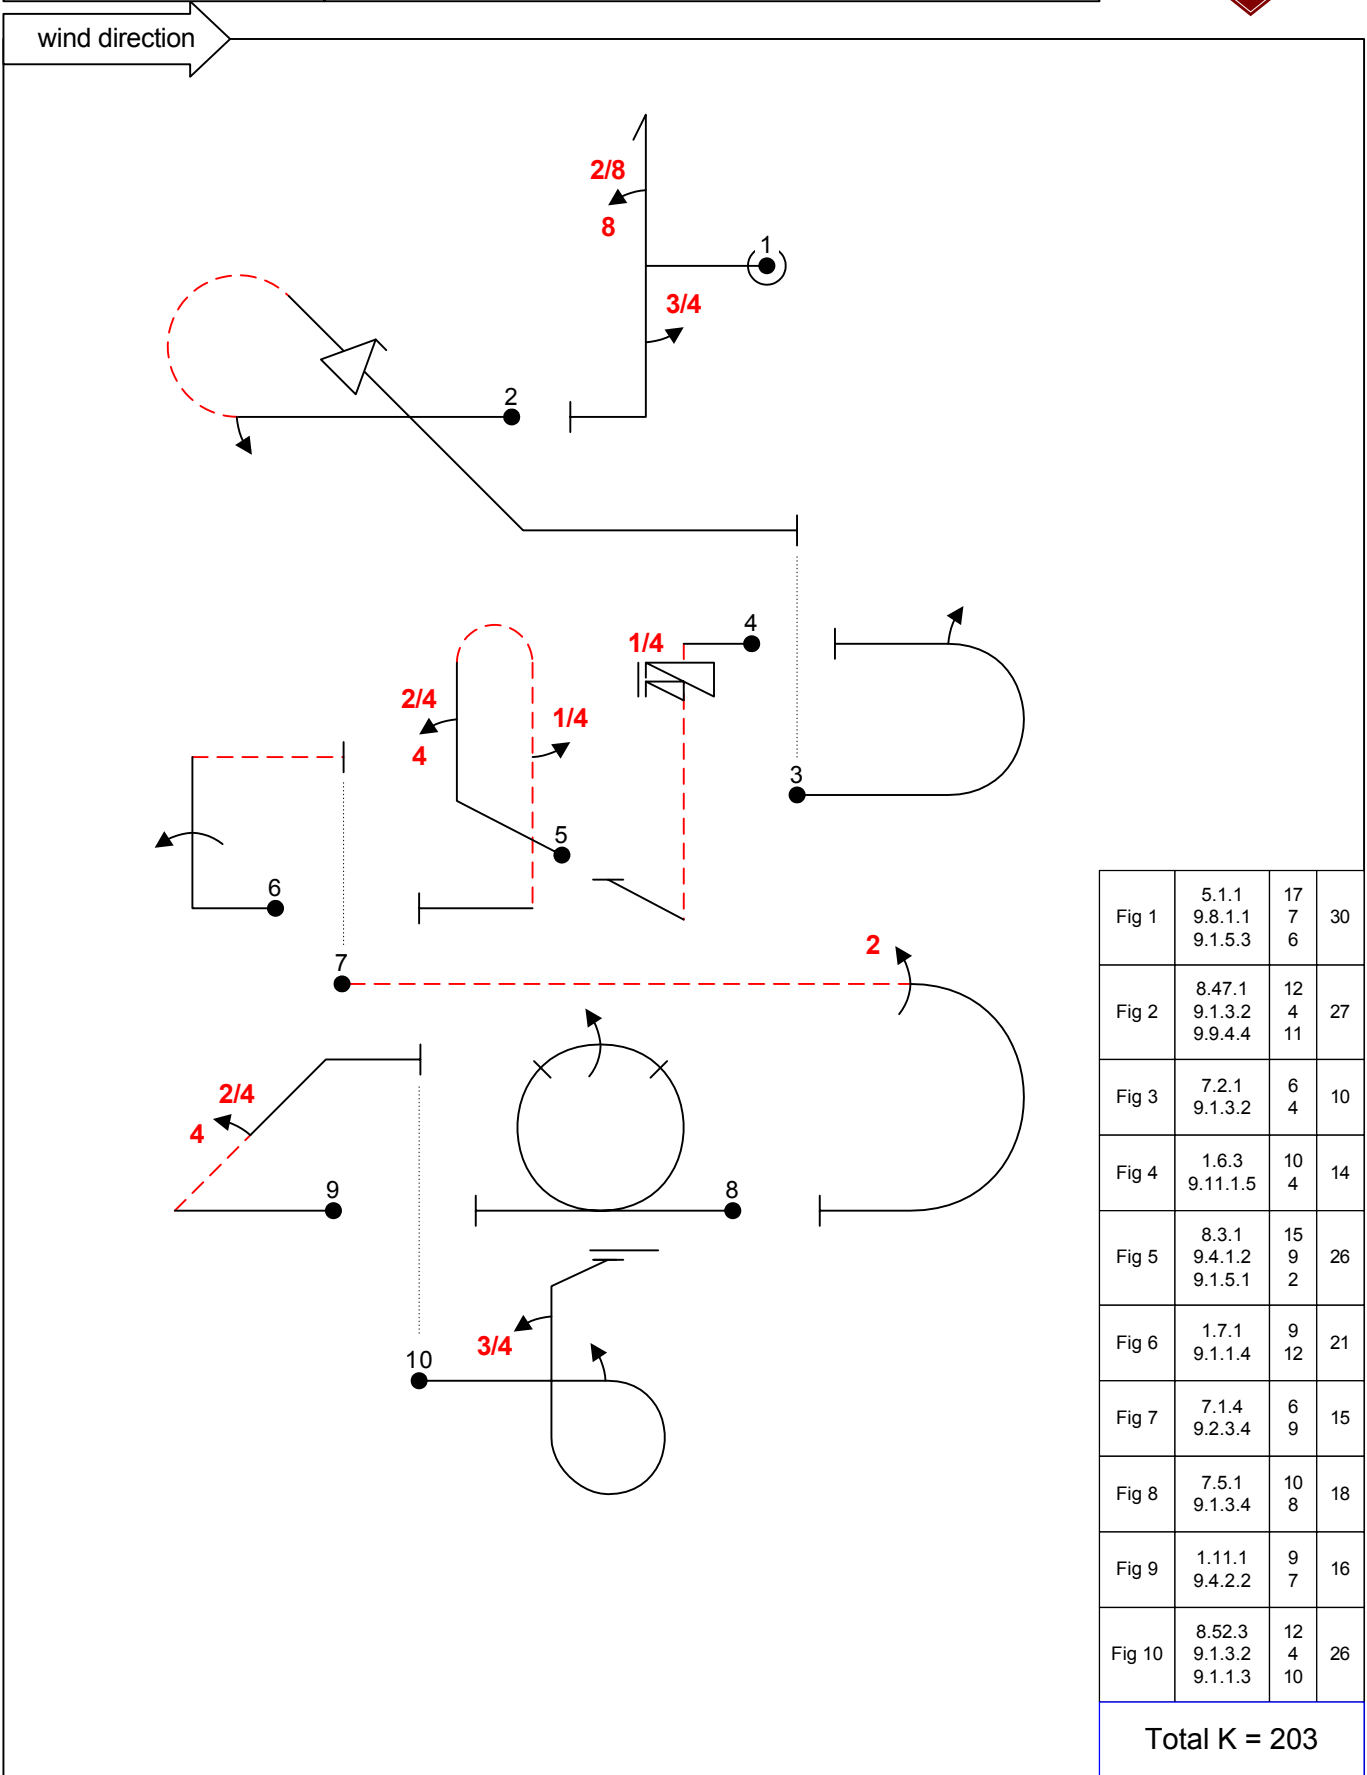 wind direction
2/8
8
1
3/4
2
4
1/4
2/4
4
1/4
3
5
6
7
2
2/4
4
9
8
3/4
10
Fig 1 5.1.1 17 30
9.8.1.1 7
9.1.5.3 6
Fig 2 8.47.1 12 27
9.1.3.2 4
9.9.4.4 11
Fig 3 7.2.1 6 10
9.1.3.2 4
Fig 4 1.6.3 10 14
9.11.1.5 4
Fig 5 8.3.1 15 26
9.4.1.2 9
9.1.5.1 2
Fig 6 1.7.1 9 21
9.1.1.4 12
Fig 7 7.1.4 6 15
9.2.3.4 9
Fig 8 7.5.1 10 18
9.1.3.4 8
Fig 9 1.11.1 9 16
9.4.2.2 7
Fig 10 8.52.3 12 26
9.1.3.2 4
9.1.1.3 10
Total K = 203